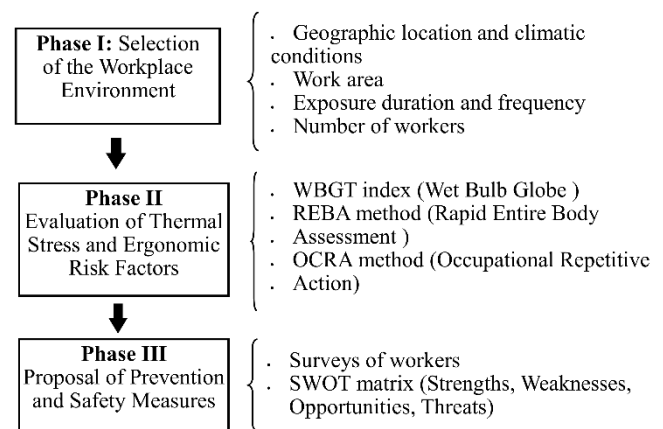 Phase I: Selection
of the Workplace
Environment
. Geographic location and climatic
conditions
. Work area
. Exposure duration and frequency
. Number of workers
Phase II
Evaluation of Thermal
Stress and Ergonomic
Risk Factors
. WBGT index (Wet Bulb Globe )
. REBA method (Rapid Entire Body
. Assessment )
. OCRA method (Occupational Repetitive
. Action)
Phase III
Proposal of Prevention
and Safety Measures
. Surveys of workers
. SWOT matrix (Strengths, Weaknesses,
Opportunities, Threats)